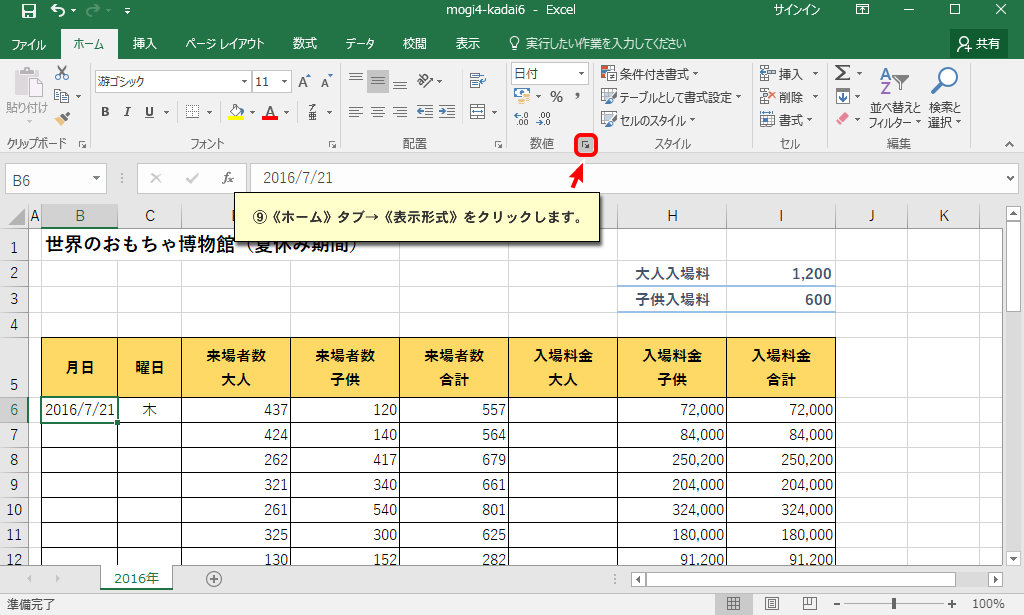 mogi4-kadai6 - Excel
サインイン
ファイル ホーム 挿入 ページ レイアウト 数式 データ 校閲 表示 実行したい作業を入力してください 共有
貼り付け
クリップボード
游ゴシック 11
B I U
フォント
配置
日付
% ,
数値
条件付き書式
テーブルとして書式設定
セルのスタイル
スタイル
挿入
削除
書式
セル
並べ替えと
フィルター
検索と
選択
編集
B6 fx 2016/7/21
⑨《ホーム》タブ→《表示形式》をクリックします。
A B C H I J K
1 世界のおもちゃ博物館（夏休み期間）
2 大人入場料 1,200
3 子供入場料 600
4
5 月日 曜日 来場者数 大人 来場者数 子供 来場者数 合計 入場料金 大人 入場料金 子供 入場料金 合計
6 2016/7/21 木 437 120 557 72,000 72,000
7 424 140 564 84,000 84,000
8 262 417 679 250,200 250,200
9 321 340 661 204,000 204,000
10 261 540 801 324,000 324,000
11 325 300 625 180,000 180,000
12 130 152 282 91,200 91,200
2016年
準備完了 100%